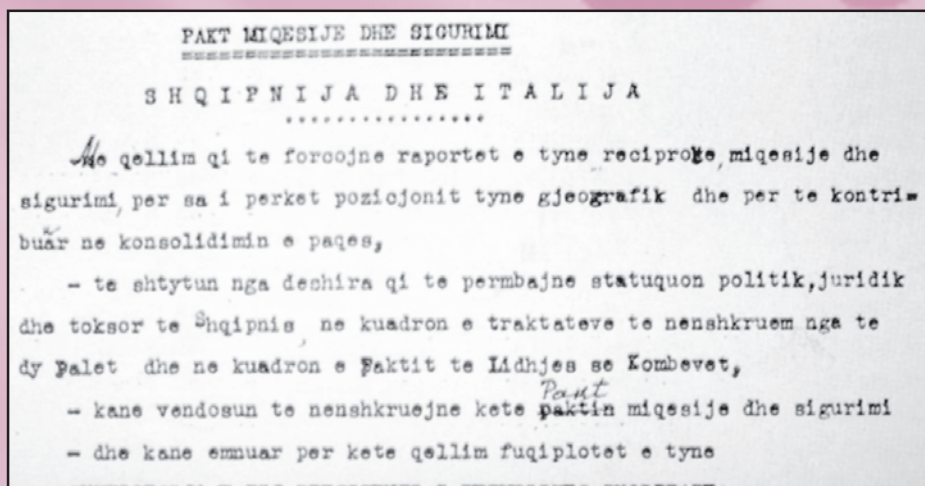 PAKT MIQESIJE DHE SIGURIMI
SHQIPNIJA DHE ITALIJA
Me qellim qi te forcojne raportet e tyne reciproke, miqesije dhe
sigurimi, per sa i perket pozicjonit tyne gjeografik dhe per te kontri=
buar ne konsolidimin e paqes,
- te shtytun nga deshira qi te permbajne statuquon politik, juridik
dhe toksor te Shqipnis, ne kuadron e traktateve te nenshkruem nga te
dy Palet dhe ne kuadron e Paktit te Lidhjes se Kombevet,
Pant
- kane vendosun te nenshkruejne kete paktin miqesije dhe sigurimi
- dhe kane emnuar per kete qellim fuqiplotet e tyne